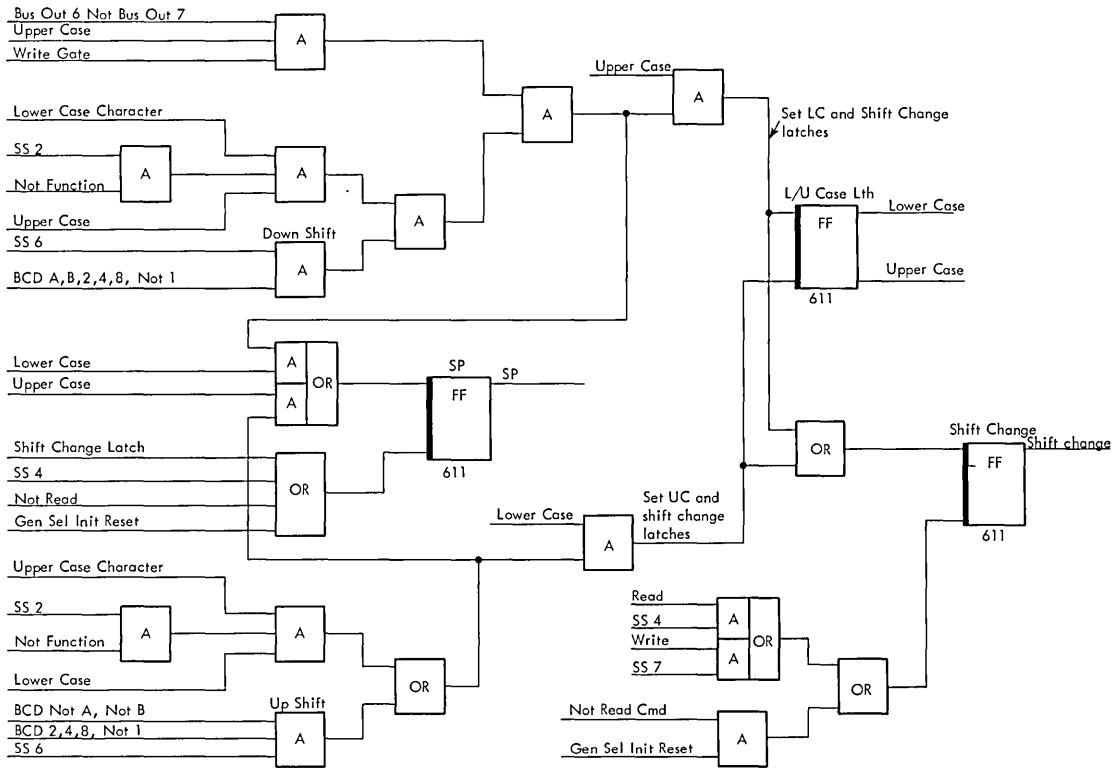 Bus Out 6 Not Bus Out 7
Upper Case
Write Gate
A
Lower Case Character
SS 2
Not Function
A
A
Upper Case
SS 6
Down Shift
BCD A,B,2,4,8, Not 1
A
A
A
Upper Case
A
Set LC and Shift Change
latches
L/U Case Lth
FF
Lower Case
Upper Case
611
Lower Case
Upper Case
A
A
OR
SP
FF
SP
611
Shift Change Latch
SS 4
Not Read
Gen Sel Init Reset
OR
Lower Case
A
Set UC and
shift change
latches
OR
Shift Change
FF
Shift change
611
Upper Case Character
SS 2
Not Function
A
A
Lower Case
BCD Not A, Not B
BCD 2,4,8, Not 1
SS 6
Up Shift
A
OR
Read
SS 4
Write
SS 7
A
A
OR
OR
Not Read Cmd
Gen Sel Init Reset
A